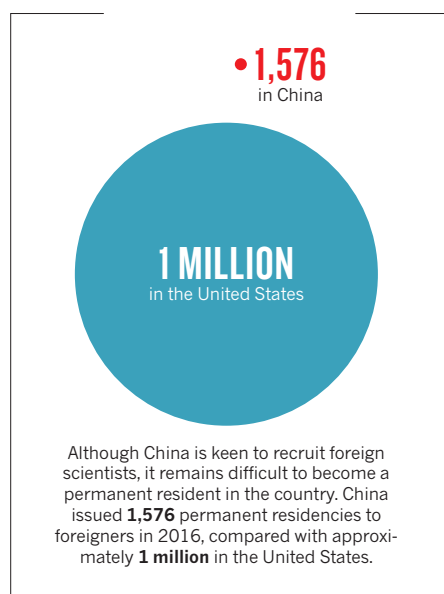 1,576
in China
1 MILLION
in the United States
Although China is keen to recruit foreign
scientists, it remains difficult to become a
permanent resident in the country. China
issued 1,576 permanent residencies to
foreigners in 2016, compared with approxi-
mately 1 million in the United States.